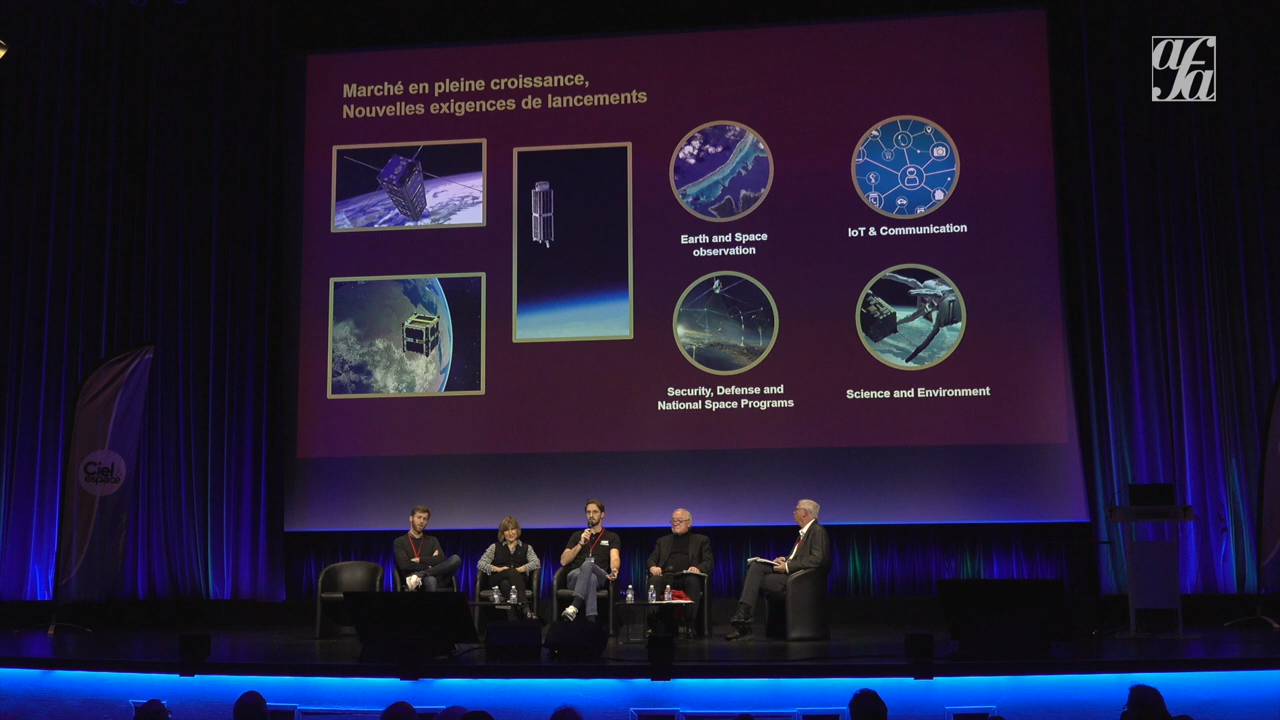 Marché en pleine croissance,
Nouvelles exigences de lancements
Earth and Space
observation
IoT & Communication
Security, Defense and
National Space Programs
Science and Environment
afa
Ciel &
espace